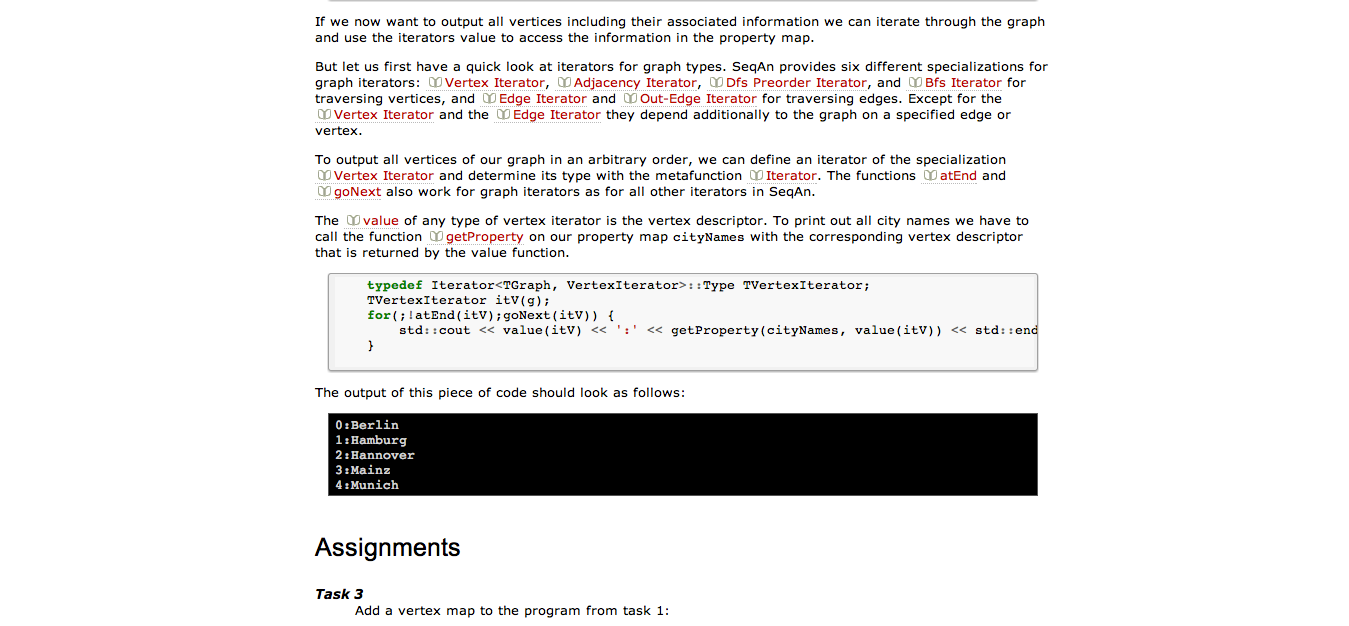 If we now want to output all vertices including their associated information we can iterate through the graph
and use the iterators value to access the information in the property map.
But let us first have a quick look at iterators for graph types. SeqAn provides six different specializations for
graph iterators: Vertex Iterator, Adjacency Iterator, Dfs Preorder Iterator, and Bfs Iterator for
traversing vertices, and Edge Iterator and Out-Edge Iterator for traversing edges. Except for the
Vertex Iterator and the Edge Iterator they depend additionally to the graph on a specified edge or
vertex.
To output all vertices of our graph in an arbitrary order, we can define an iterator of the specialization
Vertex Iterator and determine its type with the metafunction Iterator. The functions atEnd and
goNext also work for graph iterators as for all other iterators in SeqAn.
The value of any type of vertex iterator is the vertex descriptor. To print out all city names we have to
call the function getProperty on our property map cityNames with the corresponding vertex descriptor
that is returned by the value function.
typedef Iterator<TGraph, VertexIterator>::Type TVertexIterator;
TVertexIterator itV(g);
for(;!atEnd(itV);goNext(itV)) {
std::cout << value(itV) << ':' << getProperty(cityNames, value(itV)) << std::end
}
The output of this piece of code should look as follows:
0:Berlin
1:Hamburg
2:Hannover
3:Mainz
4:Munich
Assignments
Task 3
Add a vertex map to the program from task 1: